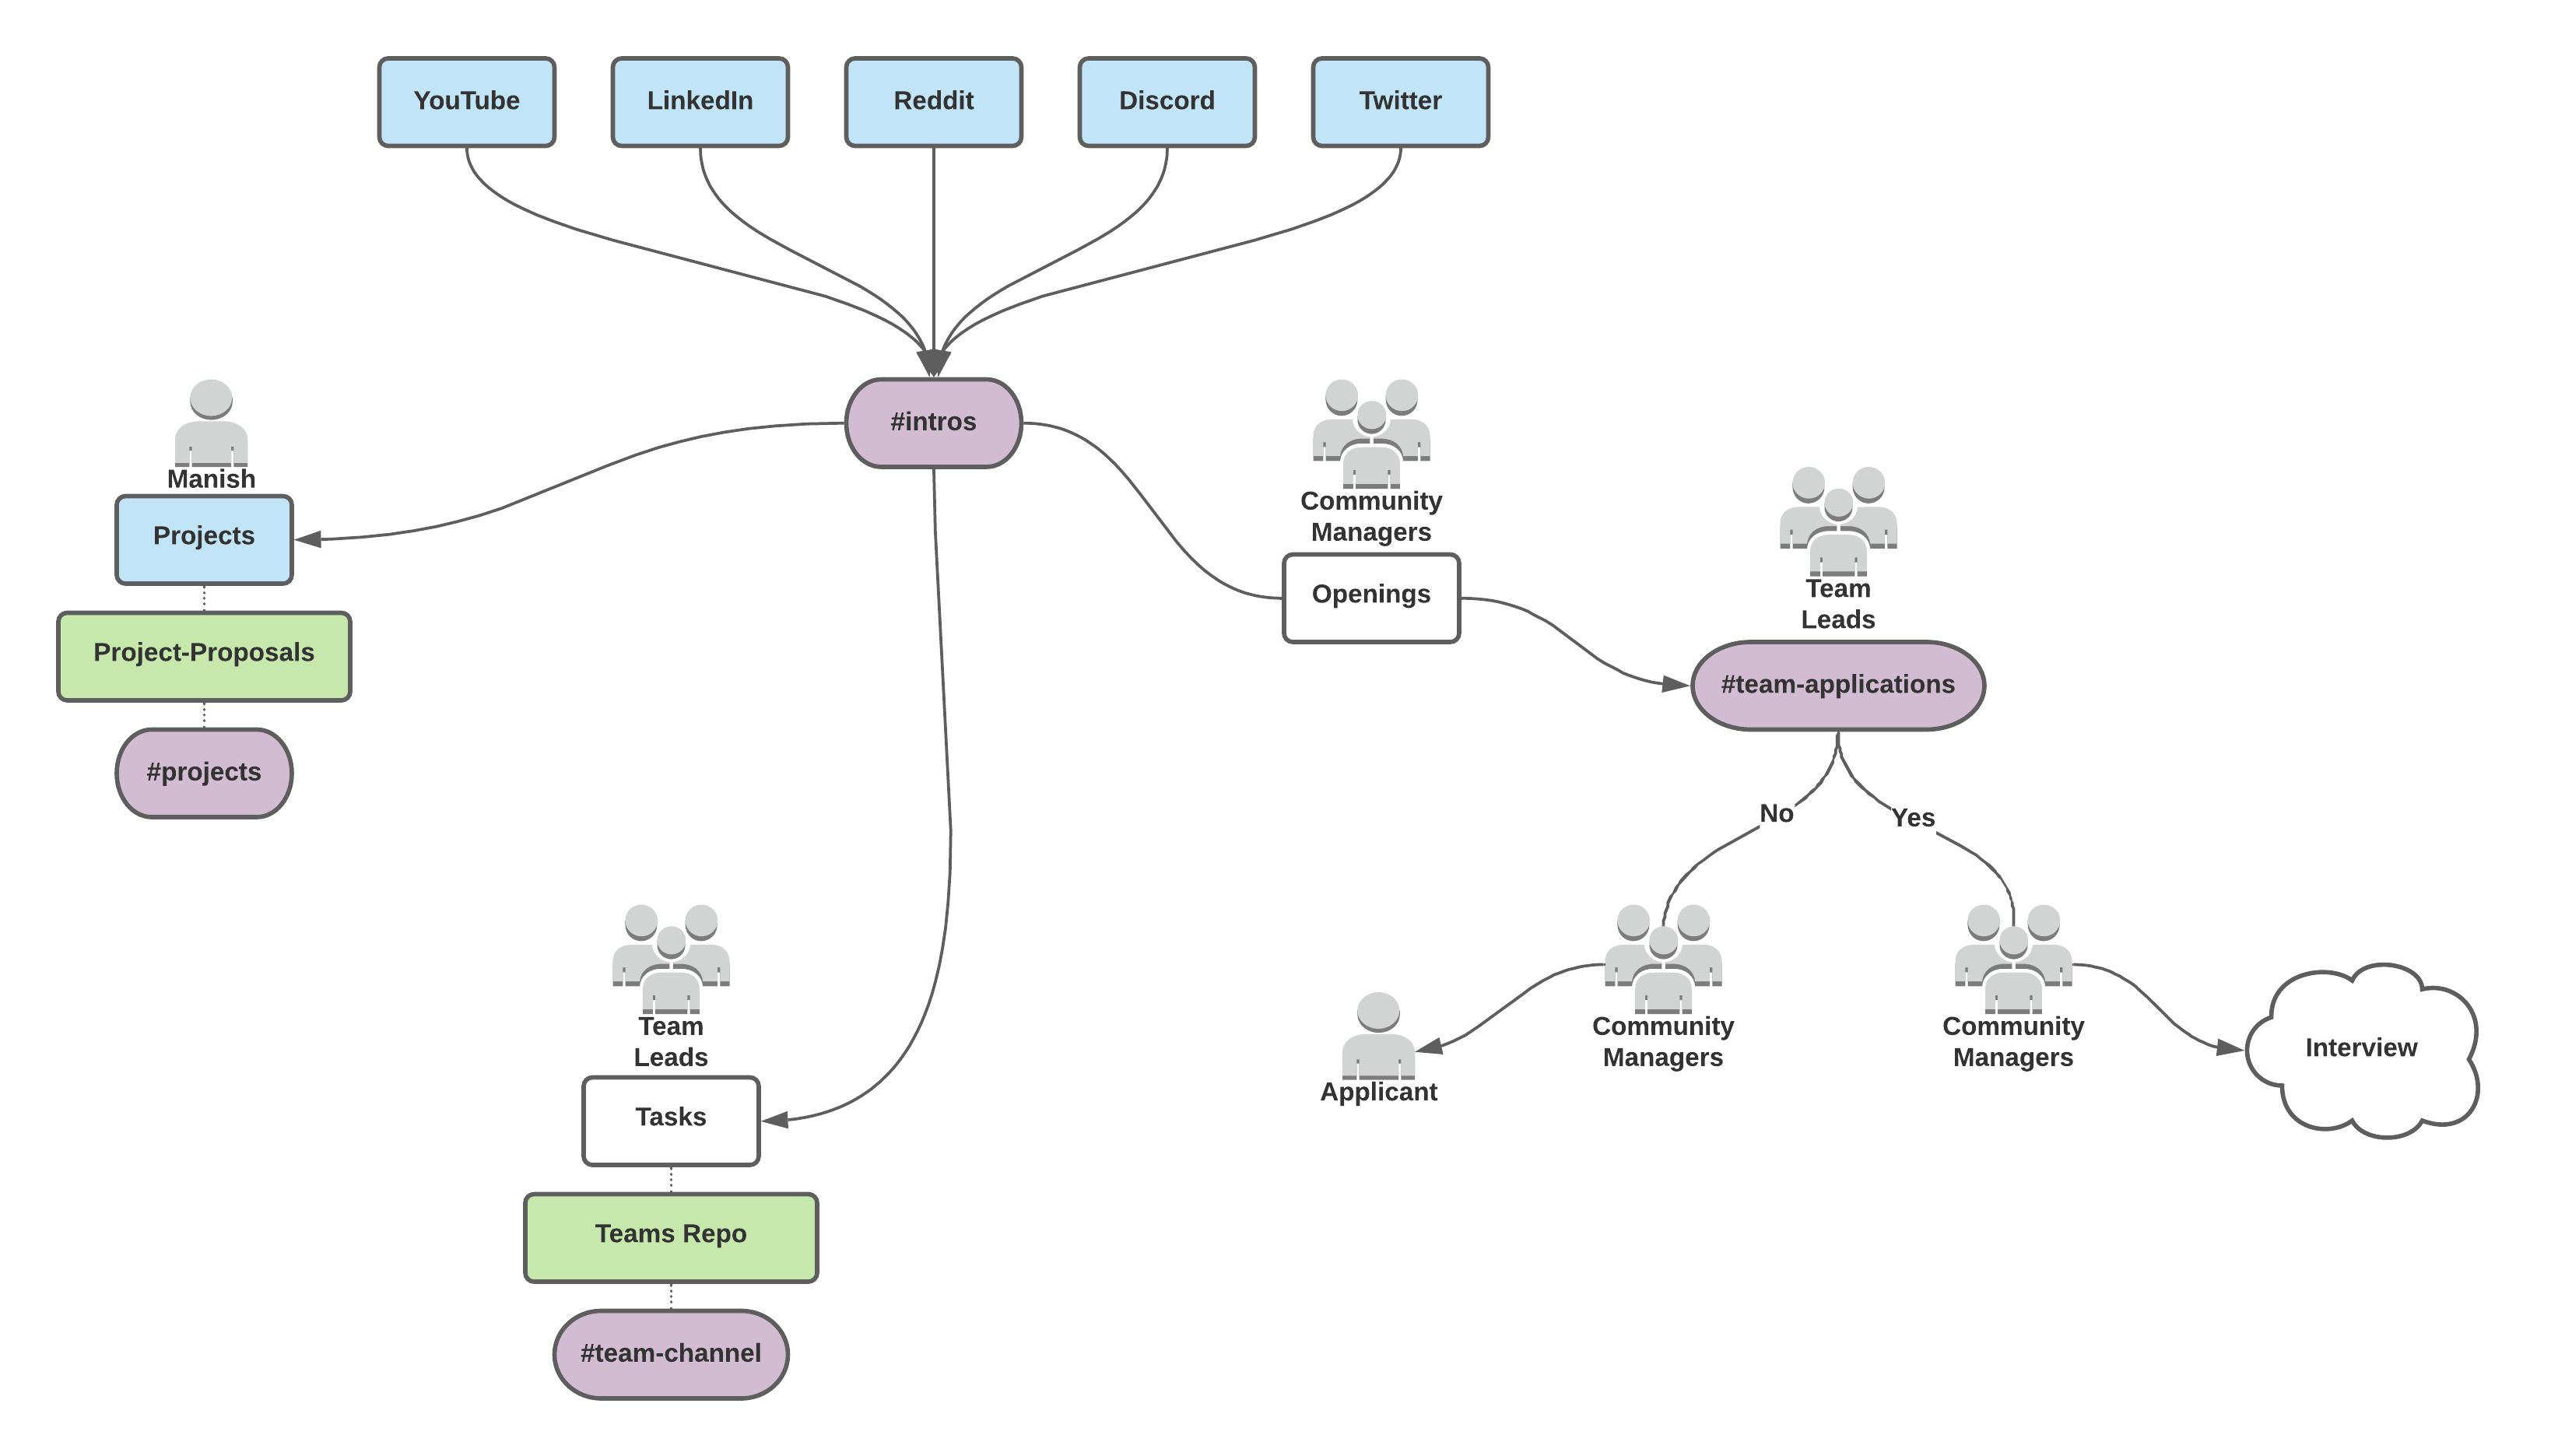 YouTube
LinkedIn
Reddit
Discord
Twitter
#intros
Manish
Projects
Project-Proposals
#projects
Community
Managers
Openings
Team
Leads
#team-applications
No
Yes
Team
Leads
Tasks
Teams Repo
#team-channel
Applicant
Community
Managers
Community
Managers
Interview